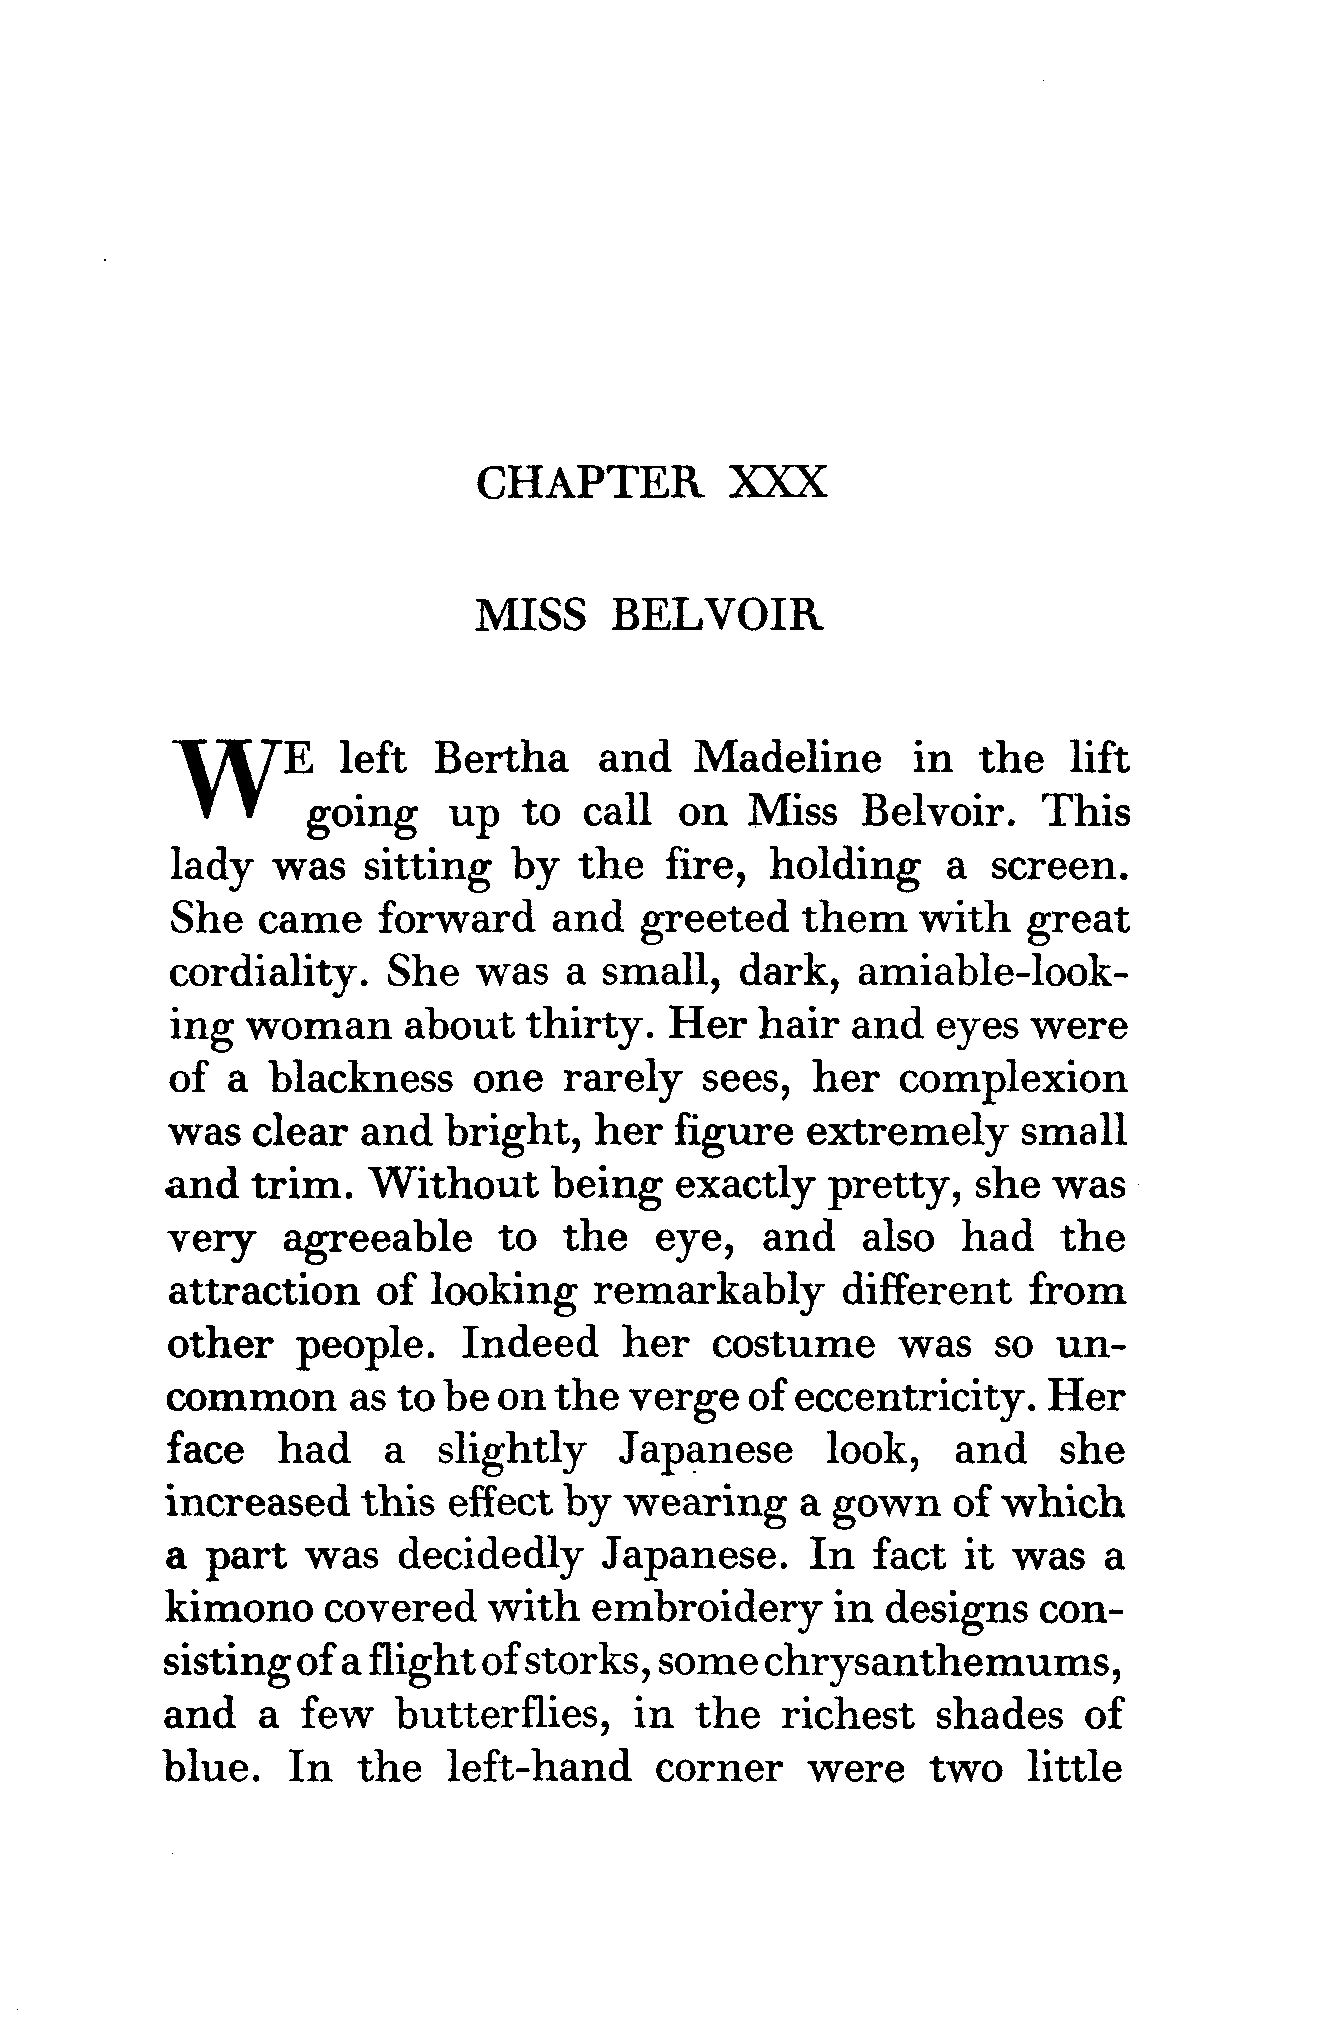 CHAPTER XXX
MISS BELVOIR
WE left Bertha and Madeline in the lift
going up to call on Miss Belvoir. This
lady was sitting by the fire, holding a screen.
She came forward and greeted them with great
cordiality. She was a small, dark, amiable-look-
ing woman about thirty. Her hair and eyes were
of a blackness one rarely sees, her complexion
was clear and bright, her figure extremely small
and trim. Without being exactly pretty, she was
very agreeable to the eye, and also had the
attraction of looking remarkably different from
other people. Indeed her costume was so un-
common as to be on the verge of eccentricity. Her
face had a slightly Japanese look, and she
increased this effect by wearing a gown of which
a part was decidedly Japanese. In fact it was a
kimono covered with embroidery in designs con-
sisting of a flight of storks, some chrysanthemums,
and a few butterflies, in the richest shades of
blue. In the left-hand corner were two little